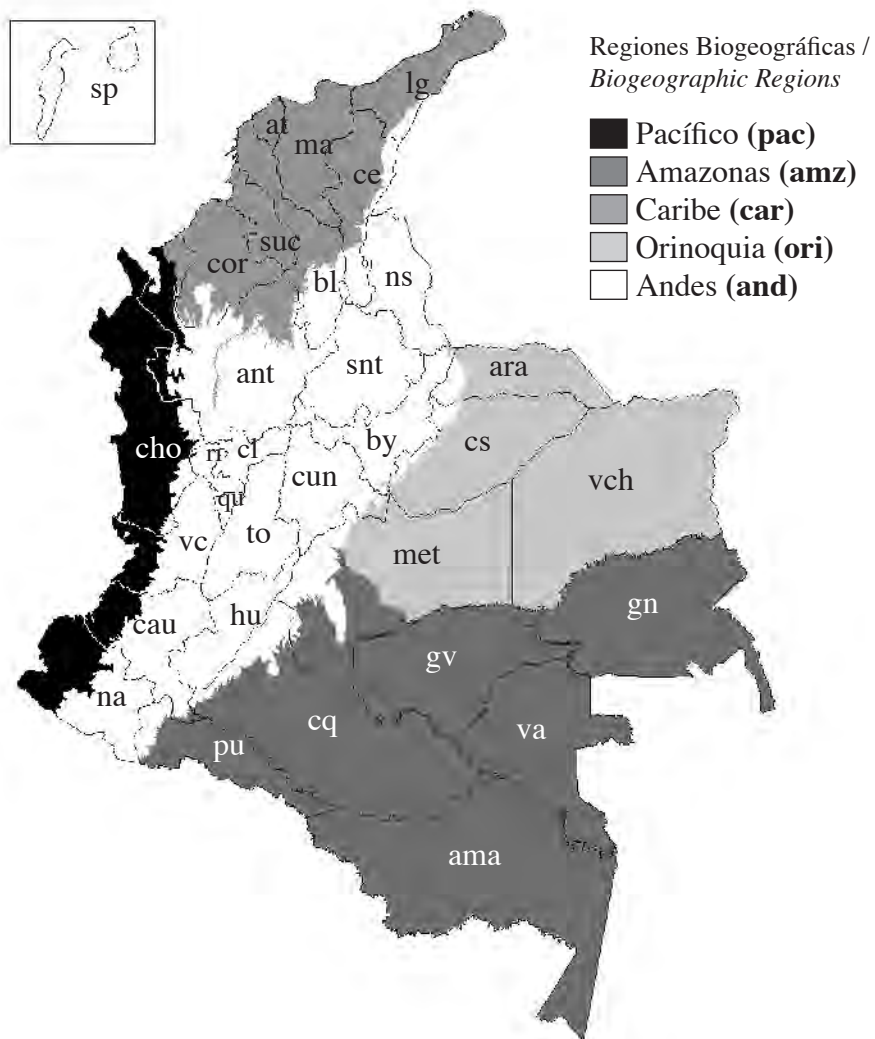 sp
Regiones Biogeográficas /
Biogeographic Regions
Pacífico (pac)
Amazonas (amz)
Caribe (car)
Orinoquia (ori)
Andes (and)
lg
at
ma
ce
suc
cor
bl
ns
ant
snt
ara
cho
ri
cl
by
cs
qu
cun
vch
vc
to
met
cau
hu
gn
gv
na
cq
va
pu
ama